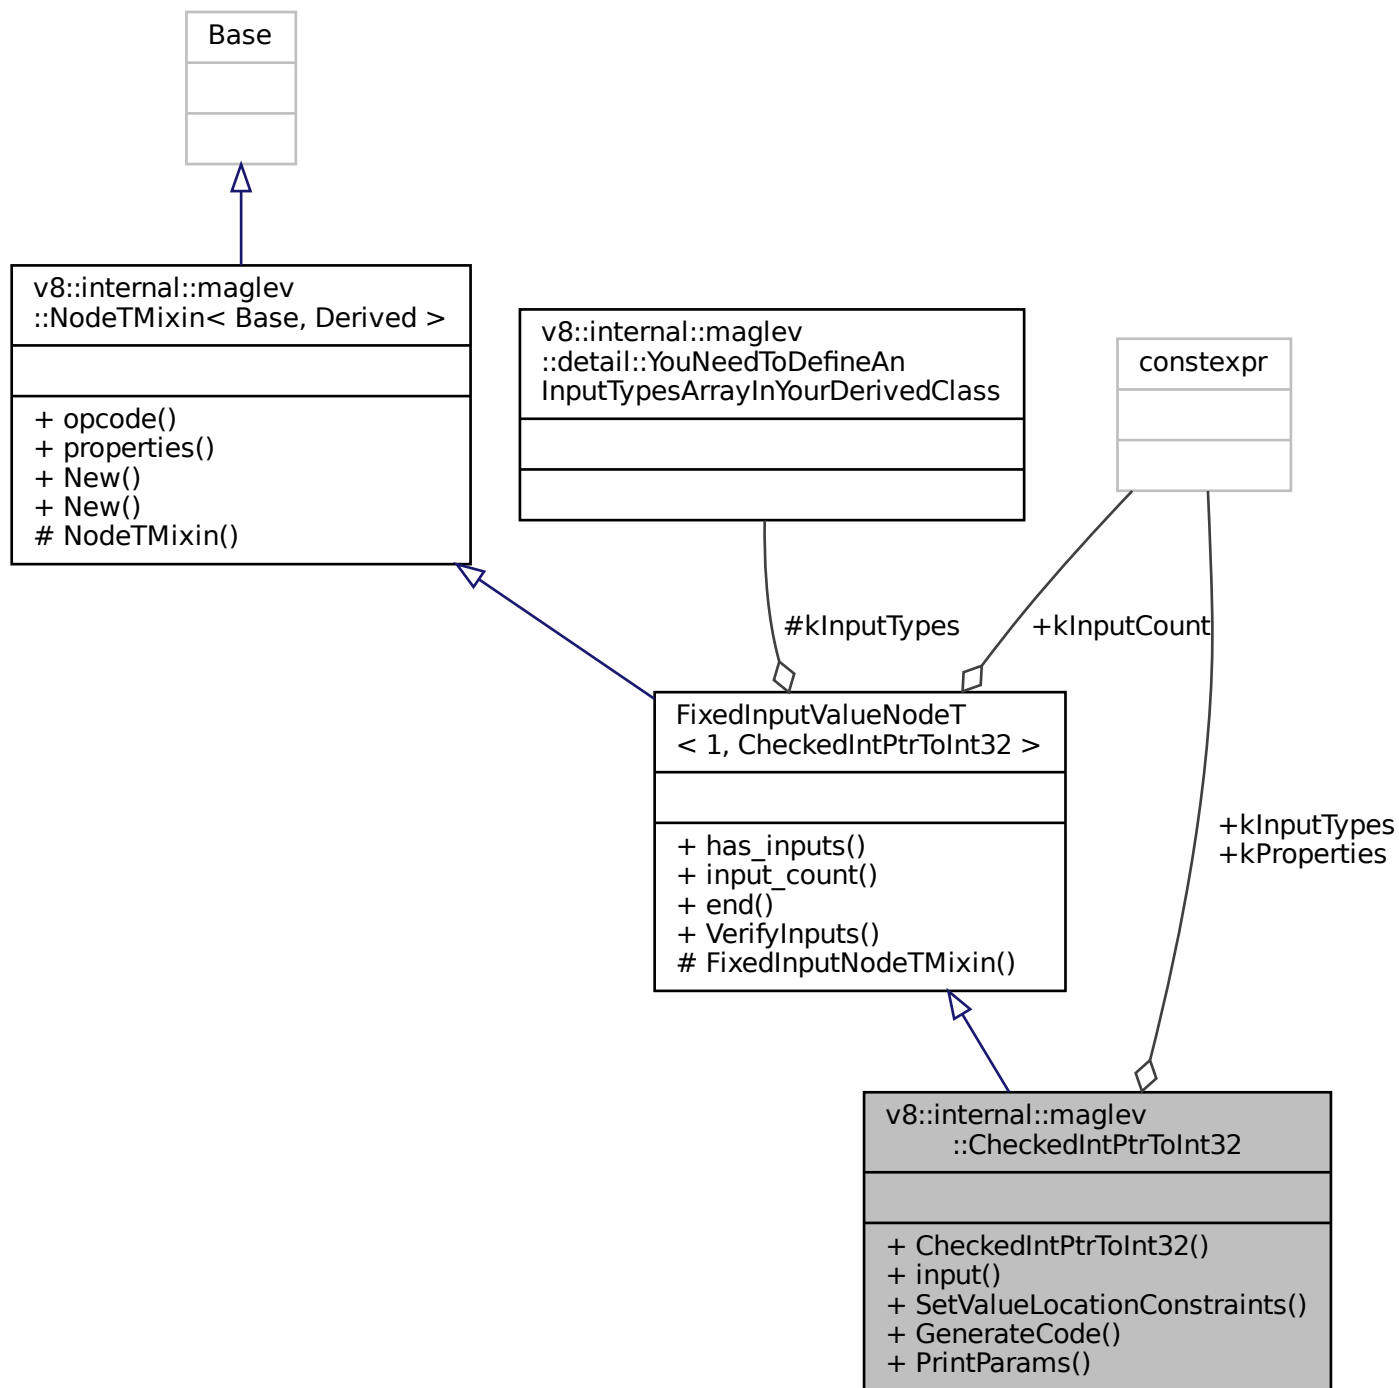 Base
v8::internal::maglev
::NodeTMixin< Base, Derived >
+ opcode()
+ properties()
+ New()
+ New()
# NodeTMixin()
v8::internal::maglev
::detail::YouNeedToDefineAn
InputTypesArrayInYourDerivedClass
constexpr
#kInputTypes
+kInputCount
FixedInputValueNodeT
< 1, CheckedIntPtrToInt32 >
+ has_inputs()
+ input_count()
+ end()
+ VerifyInputs()
# FixedInputNodeTMixin()
+kInputTypes
+kProperties
v8::internal::maglev
::CheckedIntPtrToInt32
+ CheckedIntPtrToInt32()
+ input()
+ SetValueLocationConstraints()
+ GenerateCode()
+ PrintParams()